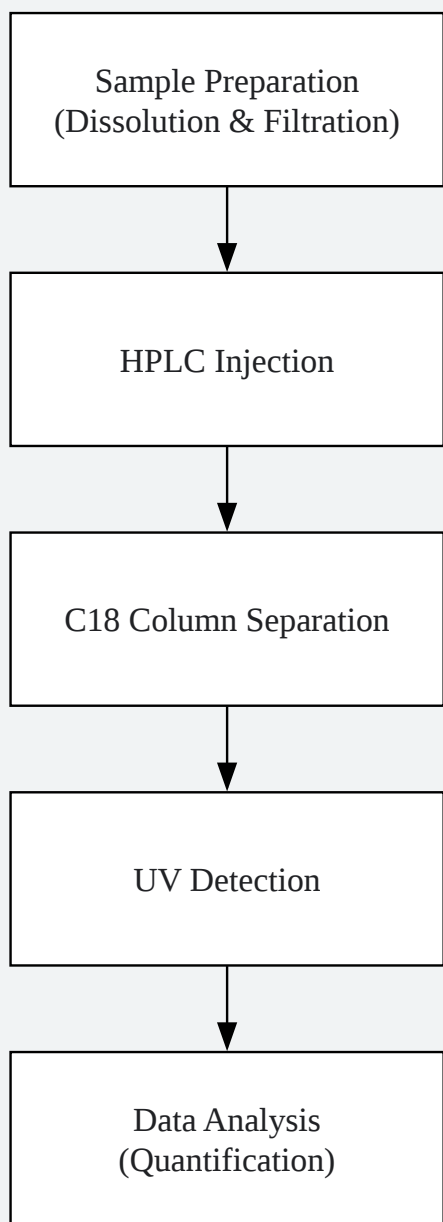 Sample Preparation
(Dissolution & Filtration)
HPLC Injection
C18 Column Separation
UV Detection
Data Analysis
(Quantification)